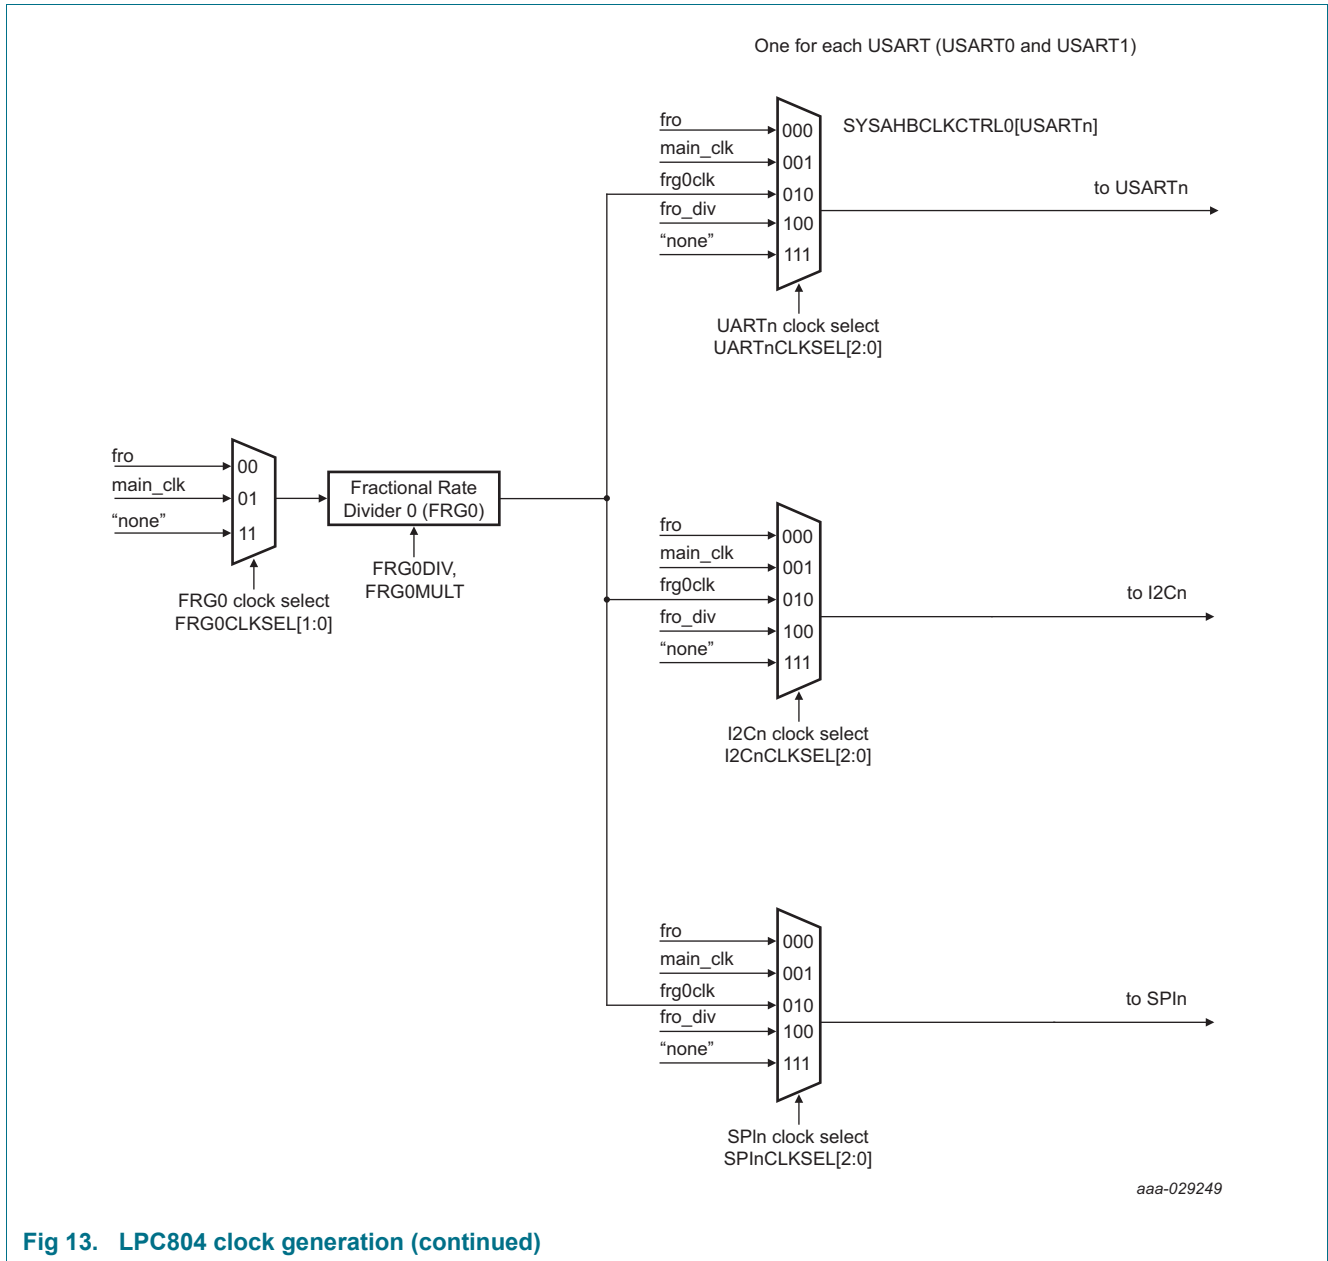 One for each USART (USART0 and USART1)
fro
000
SYSAHBCLKCTRL0[USARTn]
main_clk
001
frg0clk
010
to USARTn
fro_div
100
“none”
111
UARTn clock select
UARTnCLKSEL[2:0]
fro
00
main_clk
01
“none”
11
Fractional Rate
Divider 0 (FRG0)
FRG0DIV,
FRG0MULT
FRG0 clock select
FRG0CLKSEL[1:0]
fro
000
main_clk
001
frg0clk
010
to I2Cn
fro_div
100
“none”
111
I2Cn clock select
I2CnCLKSEL[2:0]
fro
000
main_clk
001
frg0clk
010
to SPIn
fro_div
100
“none”
111
SPIn clock select
SPInCLKSEL[2:0]
aaa-029249
Fig 13. LPC804 clock generation (continued)